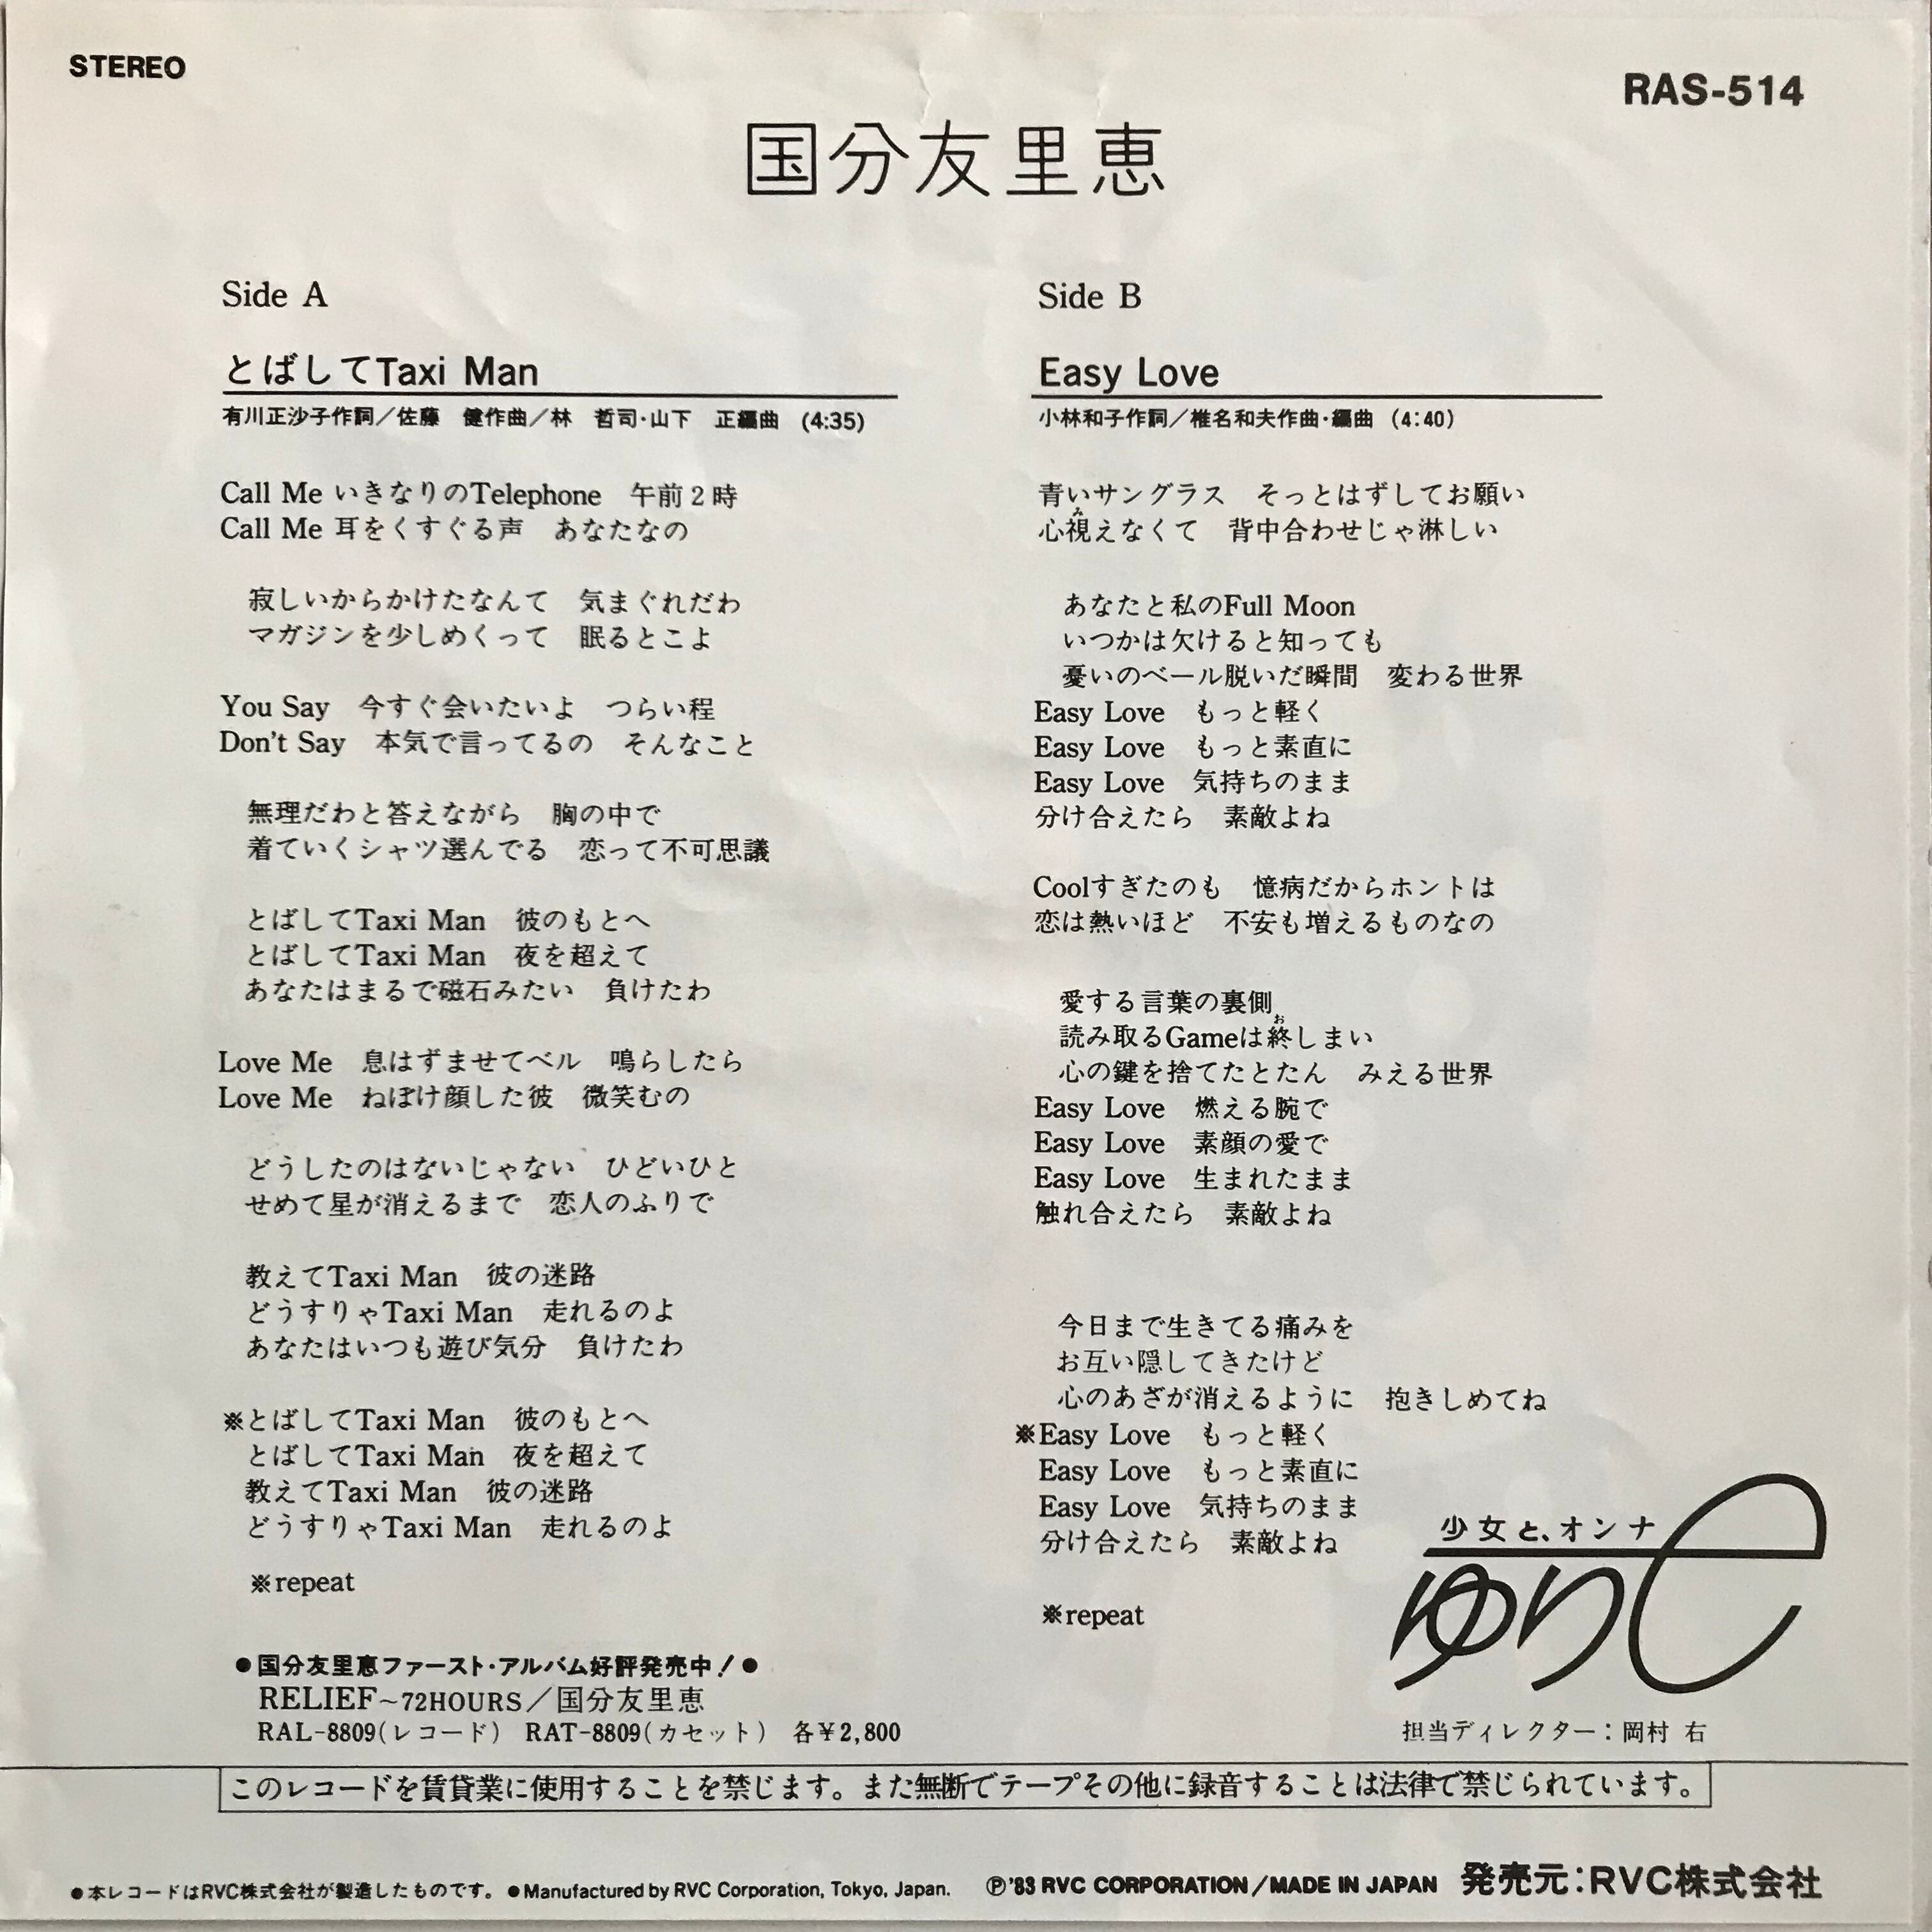 STEREO
RAS-514
国分友里恵
Side A
とばしてTaxi Man
有川正沙子作詞／佐藤　健作曲／林　哲司・山下　正編曲　(4:35)
Call Me いきなりのTelephone　午前2時
Call Me 耳をくすぐる声　あなたなの
寂しいからかけたなんて　気まぐれだわ
マガジンを少しめくって　眠るとこよ
You Say　今すぐ会いたいよ　つらい程
Don't Say　本気で言ってるの　そんなこと
無理だわと答えながら　胸の中で
着ていくシャツ選んでる　恋って不可思議
とばしてTaxi Man　彼のもとへ
とばしてTaxi Man　夜を超えて
あなたはまるで磁石みたい　負けたわ
Love Me　息はずませてベル　鳴らしたら
Love Me　ねぼけ顔した彼　微笑むの
どうしたのはないじゃない　ひどいひと
せめて星が消えるまで　恋人のふりで
教えてTaxi Man　彼の迷路
どうすりゃTaxi Man　走れるのよ
あなたはいつも遊び気分　負けたわ
※とばしてTaxi Man　彼のもとへ
とばしてTaxi Man　夜を超えて
教えてTaxi Man　彼の迷路
どうすりゃTaxi Man　走れるのよ
※repeat
●国分友里恵ファースト・アルバム好評発売中！●
RELIEF～72HOURS／国分友里恵
RAL-8809(レコード)　RAT-8809(カセット)　各￥2,800
Side B
Easy Love
小林和子作詞／椎名和夫作曲・編曲　(4:40)
青いサングラス　そっとはずしてお願い
み
心視えなくて　背中合わせじゃ淋しい
あなたと私のFull Moon
いつかは欠けると知っても
憂いのベール脱いだ瞬間　変わる世界
Easy Love　もっと軽く
Easy Love　もっと素直に
Easy Love　気持ちのまま
分け合えたら　素敵よね
Coolすぎたのも　憶病だからホントは
恋は熱いほど　不安も増えるものなの
愛する言葉の裏側
お
読み取るGameは終しまい
心の鍵を捨てたとたん　みえる世界
Easy Love　燃える腕で
Easy Love　素顔の愛で
Easy Love　生まれたまま
触れ合えたら　素敵よね
今日まで生きてる痛みを
お互い隠してきたけど
心のあざが消えるように　抱きしめてね
※Easy Love　もっと軽く
Easy Love　もっと素直に
Easy Love　気持ちのまま
分け合えたら　素敵よね
※repeat
少女と、オンナ
ゆりe
担当ディレクター：岡村　右
このレコードを賃貸業に使用することを禁じます。また無断でテープその他に録音することは法律で禁じられています。
●本レコードはRVC株式会社が製造したものです。●Manufactured by RVC Corporation, Tokyo, Japan.　Ⓟ'83 RVC CORPORATION／MADE IN JAPAN　発売元：RVC株式会社